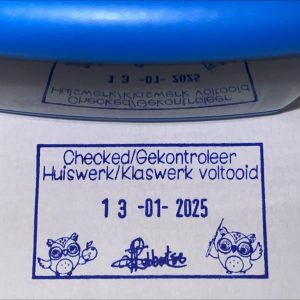 Checked/Gekontroleer
Huiswerk/Klaswerk voltooid
13 -01- 2025